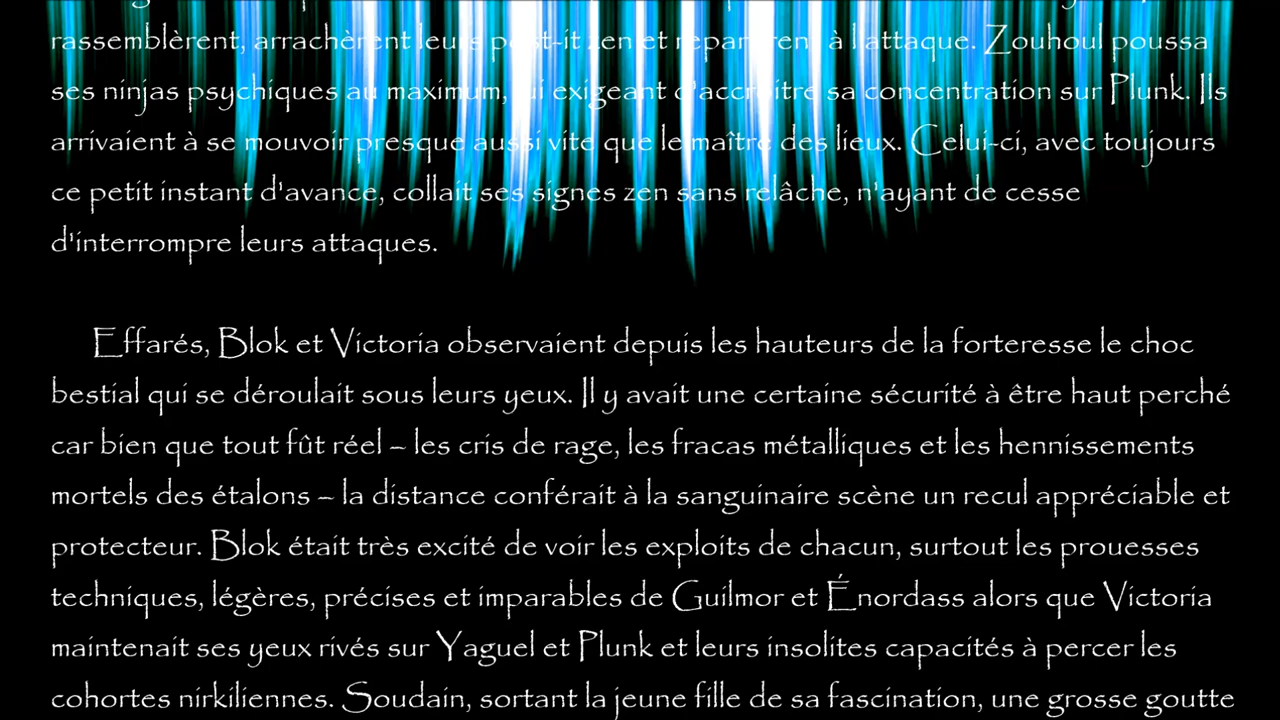 rassemblèrent, arrachèrent leurs post-it zen et repartirent à l'attaque. Zouhoul poussa
ses ninjas psychiques au maximum, lui exigeant d'accroître sa concentration sur Plunk. Ils
arrivaient à se mouvoir presque aussi vite que le maître des lieux. Celui-ci, avec toujours
ce petit instant d'avance, collait ses signes zen sans relâche, n'ayant de cesse
d'interrompre leurs attaques.
Effarés, Blok et Victoria observaient depuis les hauteurs de la forteresse le choc
bestial qui se déroulait sous leurs yeux. Il y avait une certaine sécurité à être haut perché
car bien que tout fût réel – les cris de rage, les fracas métalliques et les hennissements
mortels des étalons – la distance conférait à la sanguinaire scène un recul appréciable et
protecteur. Blok était très excité de voir les exploits de chacun, surtout les prouesses
techniques, légères, précises et imparables de Guilmor et Énordass alors que Victoria
maintenait ses yeux rivés sur Yaguel et Plunk et leurs insolites capacités à percer les
cohortes nirkiliennes. Soudain, sortant la jeune fille de sa fascination, une grosse goutte